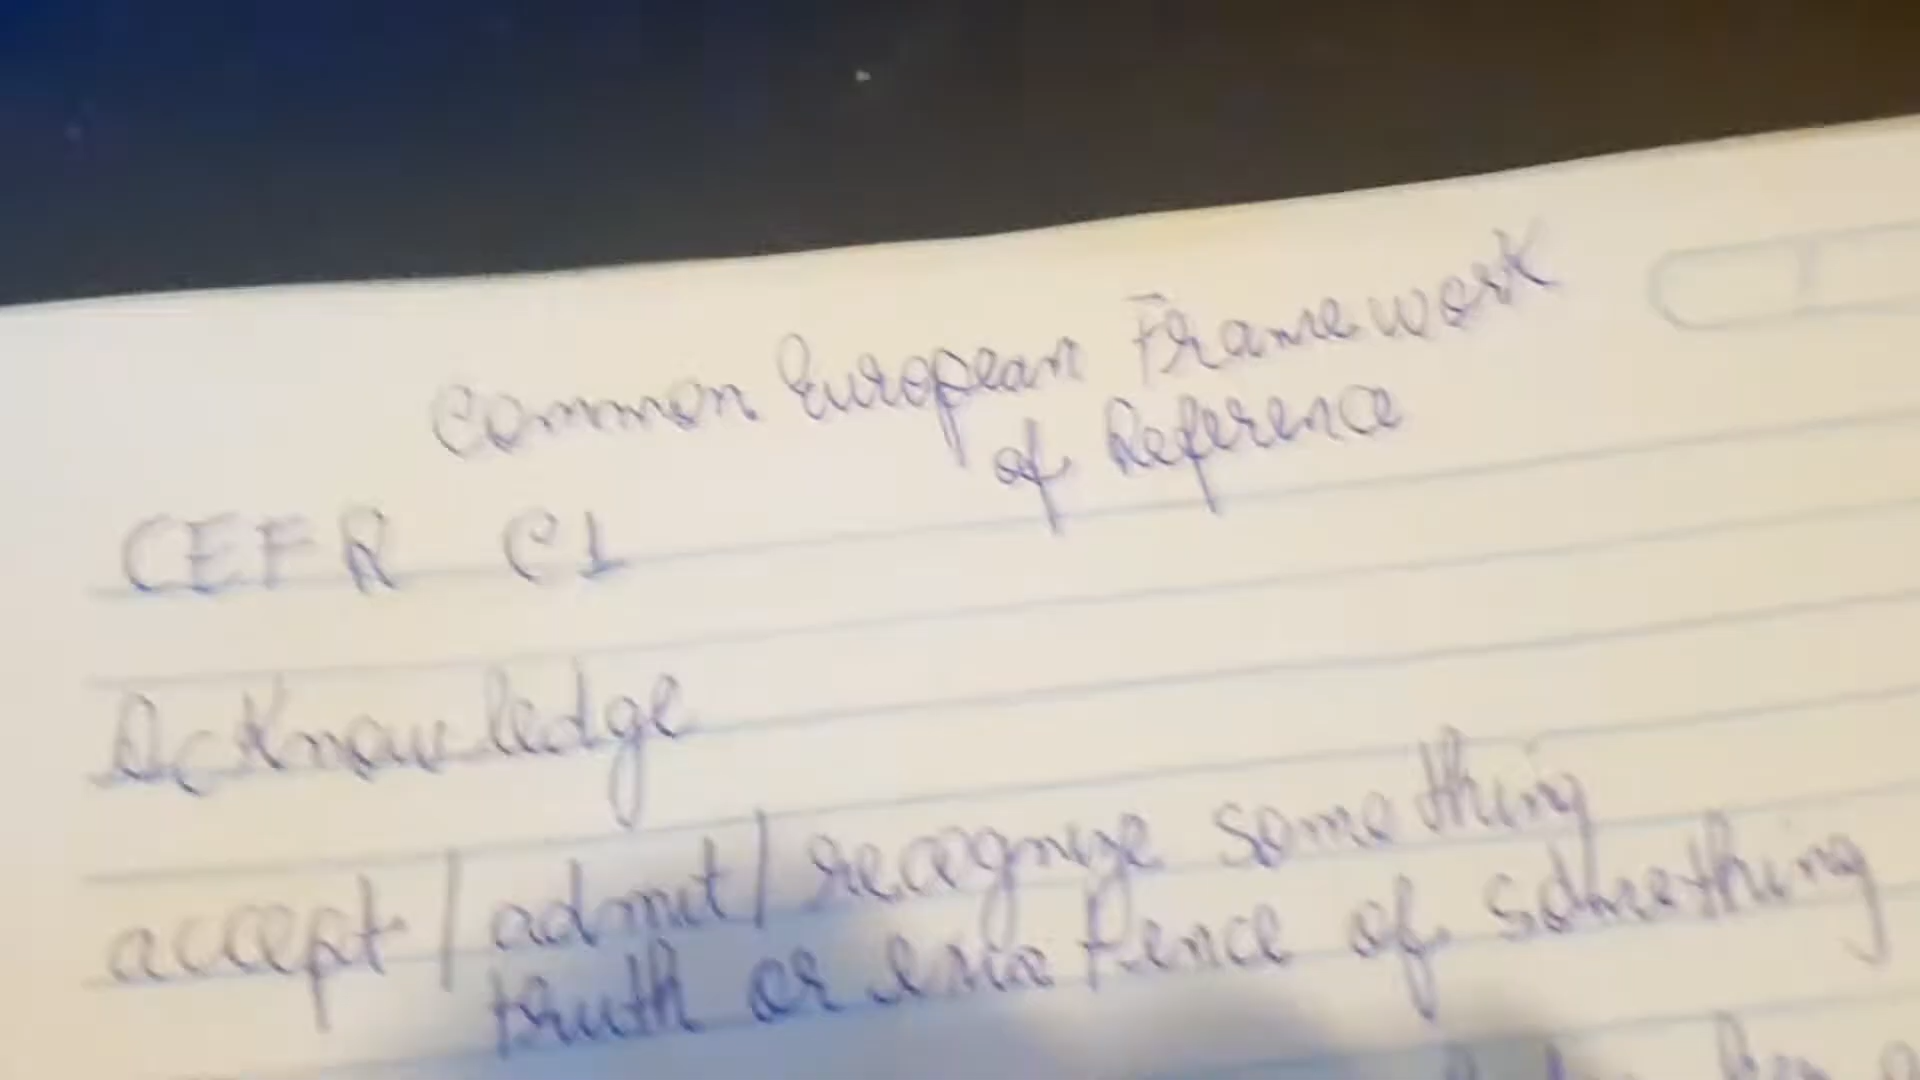 Common European Framework
of Reference
CEFR C1
Acknowledge
accept / admit / recognize something
truth or existence of something